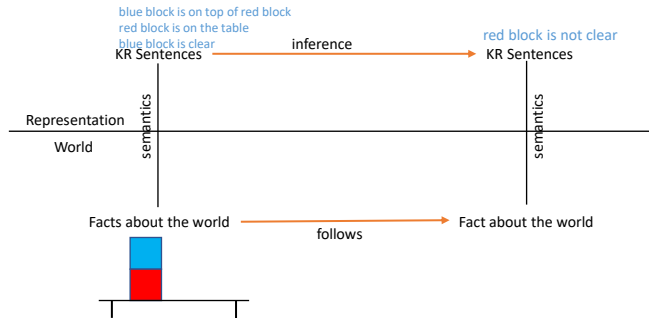 blue block is on top of red block
red block is on the table
blue block is clear
KR Sentences
inference
red block is not clear
KR Sentences
Representation
World
semantics
semantics
Facts about the world
follows
Fact about the world